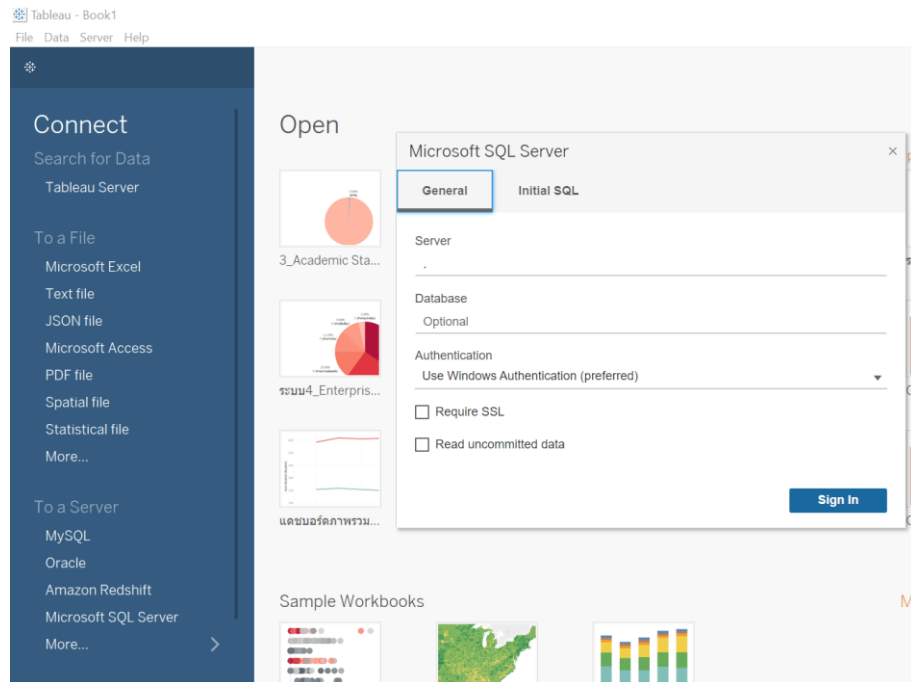 Tableau - Book1
File Data Server Help
Connect
Search for Data
Tableau Server
To a File
Microsoft Excel
Text file
JSON file
Microsoft Access
PDF file
Spatial file
Statistical file
More...
To a Server
MySQL
Oracle
Amazon Redshift
Microsoft SQL Server
More...
Open
3_Academic Sta...
ระบบ4_Enterpris...
แดชบอร์ดภาพรวม...
Microsoft SQL Server
General Initial SQL
Server
.
Database
Optional
Authentication
Use Windows Authentication (preferred)
Require SSL
Read uncommitted data
Sign In
Sample Workbooks
M